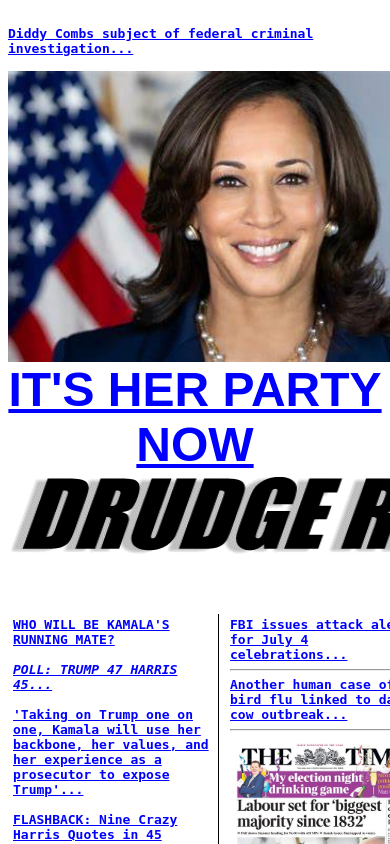 Diddy Combs subject of federal criminal
investigation...
IT'S HER PARTY
NOW
DRUDGE R
WHO WILL BE KAMALA'S
RUNNING MATE?
POLL: TRUMP 47 HARRIS
45...
'Taking on Trump one on
one, Kamala will use her
backbone, her values, and
her experience as a
prosecutor to expose
Trump'...
FLASHBACK: Nine Crazy
Harris Quotes in 45
FBI issues attack ale
for July 4
celebrations...
Another human case of
bird flu linked to da
cow outbreak...
THE TIM
My election night
drinking game
Labour set for 'biggest
majority since 1832'